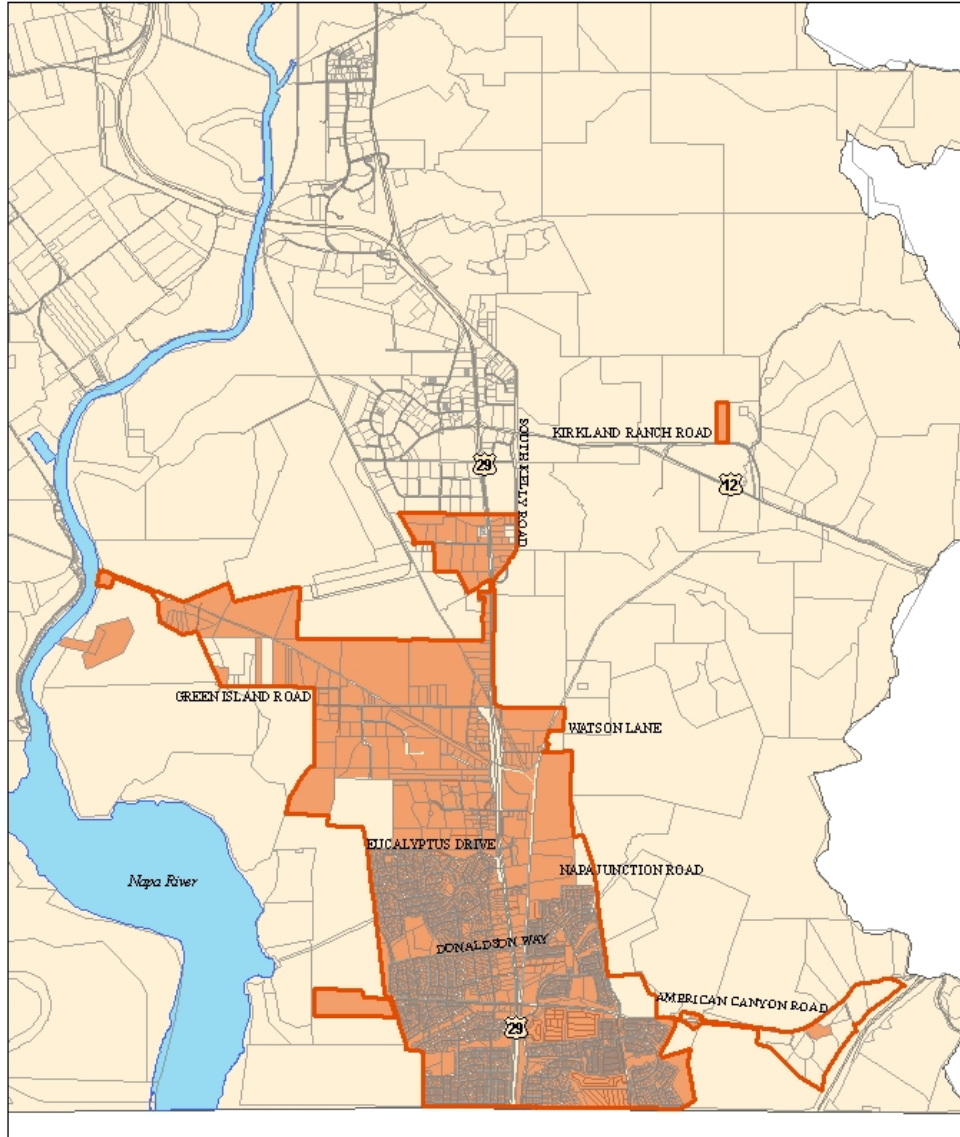 KIRKLAND RANCH ROAD
SOUTH KELLY ROAD
29
12
GREEN ISLAND ROAD
WATSON LANE
EUCALYPTUS DRIVE
NAPA JUNCTION ROAD
Napa River
DONALDSON WAY
AMERICAN CANYON ROAD
29